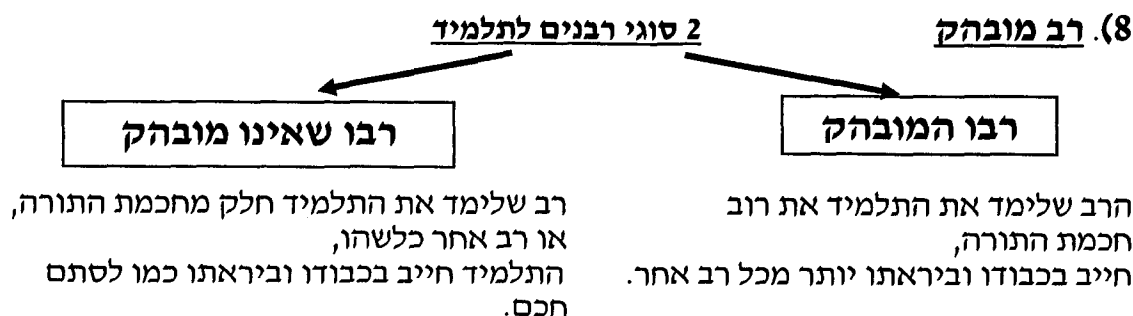 8). רב מובהק
2 סוגי רבנים לתלמיד
רבו המובהק
רבו שאינו מובהק
הרב שלימד את התלמיד את רוב
חכמת התורה,
חייב בכבודו וביראתו יותר מכל רב אחר.
רב שלימד את התלמיד חלק מחכמת התורה,
או רב אחר כלשהו,
התלמיד חייב בכבודו וביראתו כמו לסתם
חכם.